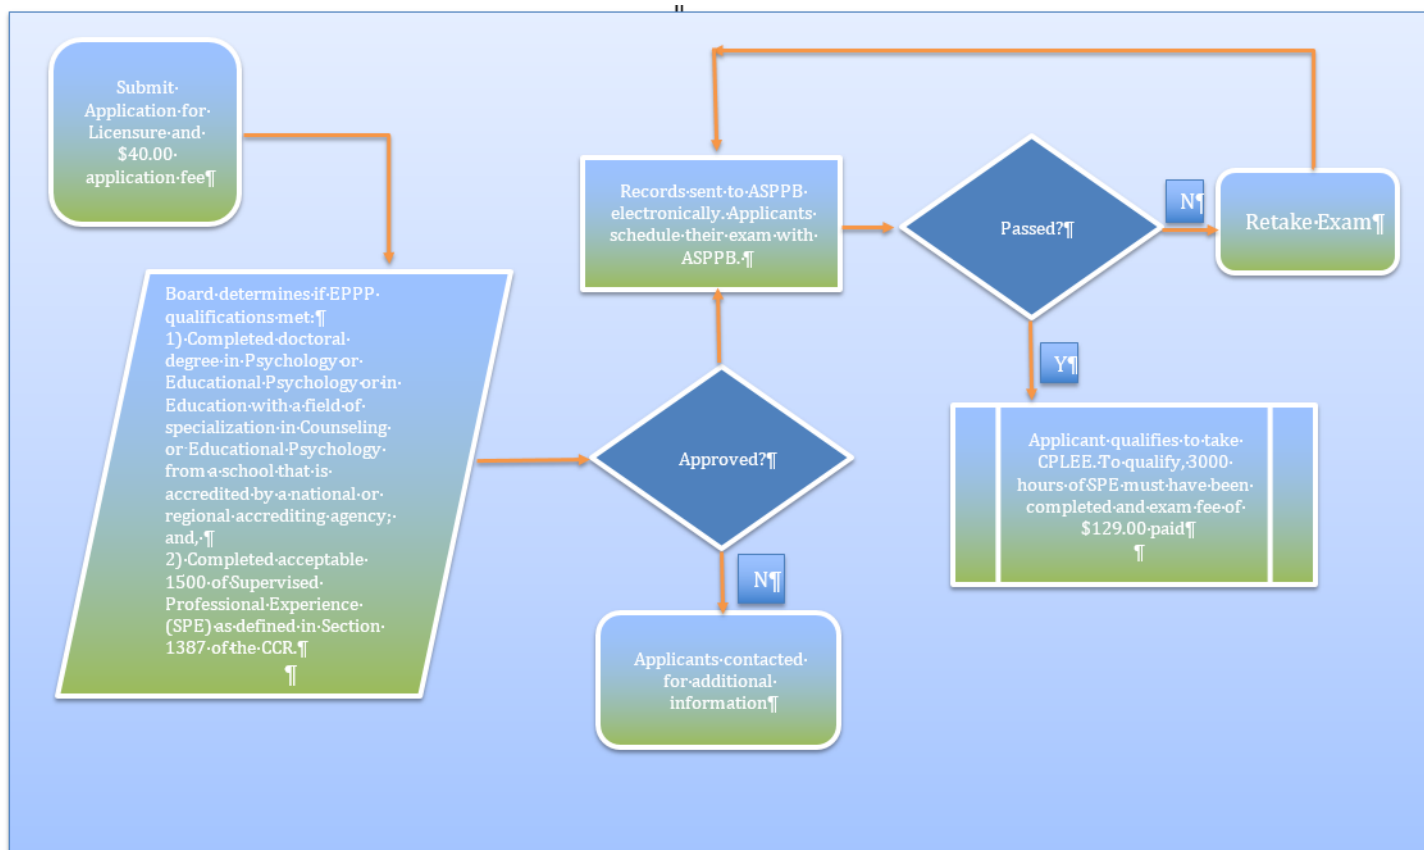 Submit
Application for
Licensure and
$40.00
application fee¶
Board determines if EPPP
qualifications met:¶
1) Completed doctoral
degree in Psychology or
Educational Psychology or in
Education with a field of
specialization in Counseling
or Educational Psychology
from a school that is
accredited by a national or
regional accrediting agency;
and, ¶
2) Completed acceptable
1500 of Supervised
Professional Experience
(SPE) as defined in Section
1387 of the CCR.¶
¶
Approved?¶
N¶
Applicants contacted
for additional
information¶
Records sent to ASPPB
electronically. Applicants
schedule their exam with
ASPPB. ¶
Passed?¶
N¶
Retake Exam¶
Y¶
Applicant qualifies to take
CPLEE. To qualify, 3000
hours of SPE must have been
completed and exam fee of
$129.00 paid¶
¶